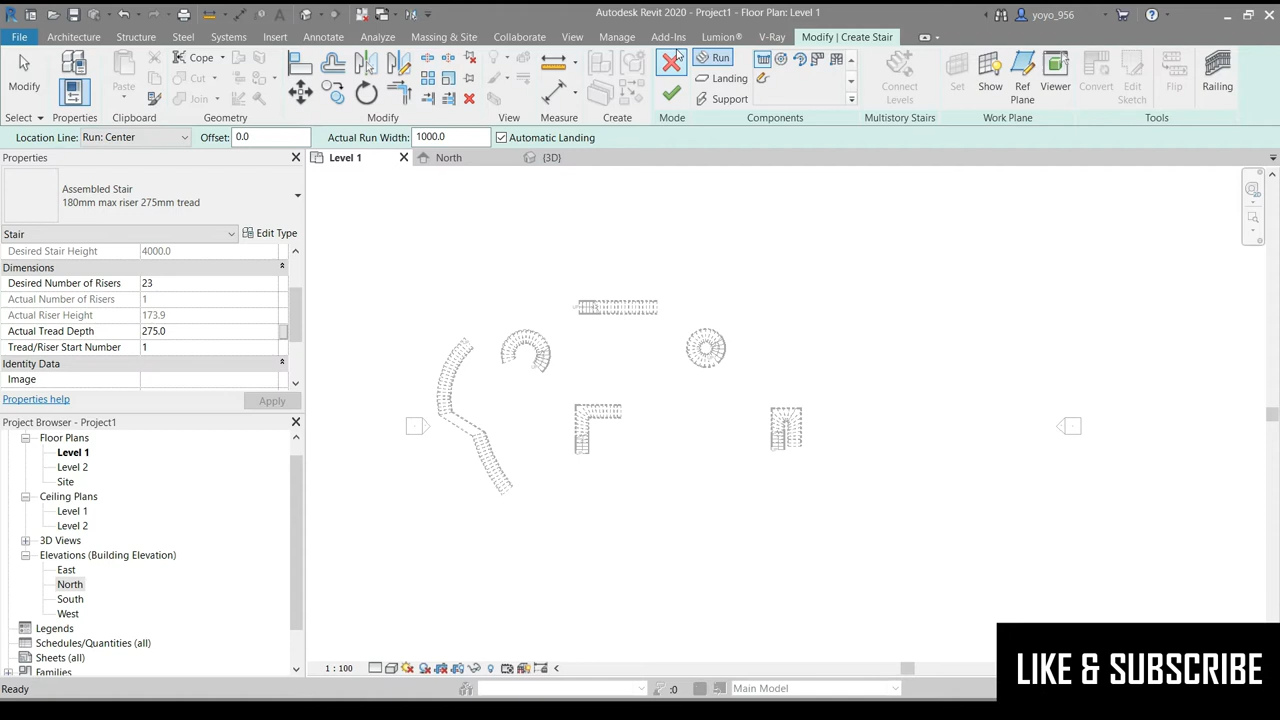 Autodesk Revit 2020 - Project1 - Floor Plan: Level 1
yoyo_956
File Architecture Structure Steel Systems Insert Annotate Analyze Massing & Site Collaborate View Manage Add-Ins Lumion® V-Ray Modify | Create Stair
Cope
Run
Cut
Landing
Modify
Paste
Join
Support
Connect Levels
Set
Show
Ref Plane
Viewer
Convert
Edit Sketch
Flip
Railing
Select Properties Clipboard Geometry Modify View Measure Create Mode Components Multistory Stairs Work Plane Tools
Location Line: Run: Center Offset: 0.0 Actual Run Width: 1000.0 Automatic Landing
Properties
Level 1
North
{3D}
Assembled Stair
180mm max riser 275mm tread
Stair Edit Type
Desired Stair Height 4000.0
Dimensions
Desired Number of Risers 23
Actual Number of Risers 1
Actual Riser Height 173.9
Actual Tread Depth 275.0
Tread/Riser Start Number 1
Identity Data
Image
Properties help Apply
Project Browser - Project1
Floor Plans
Level 1
Level 2
Site
Ceiling Plans
Level 1
Level 2
3D Views
Elevations (Building Elevation)
East
North
South
West
Legends
Schedules/Quantities (all)
Sheets (all)
Families
1 : 100
Ready
:0
Main Model
LIKE & SUBSCRIBE